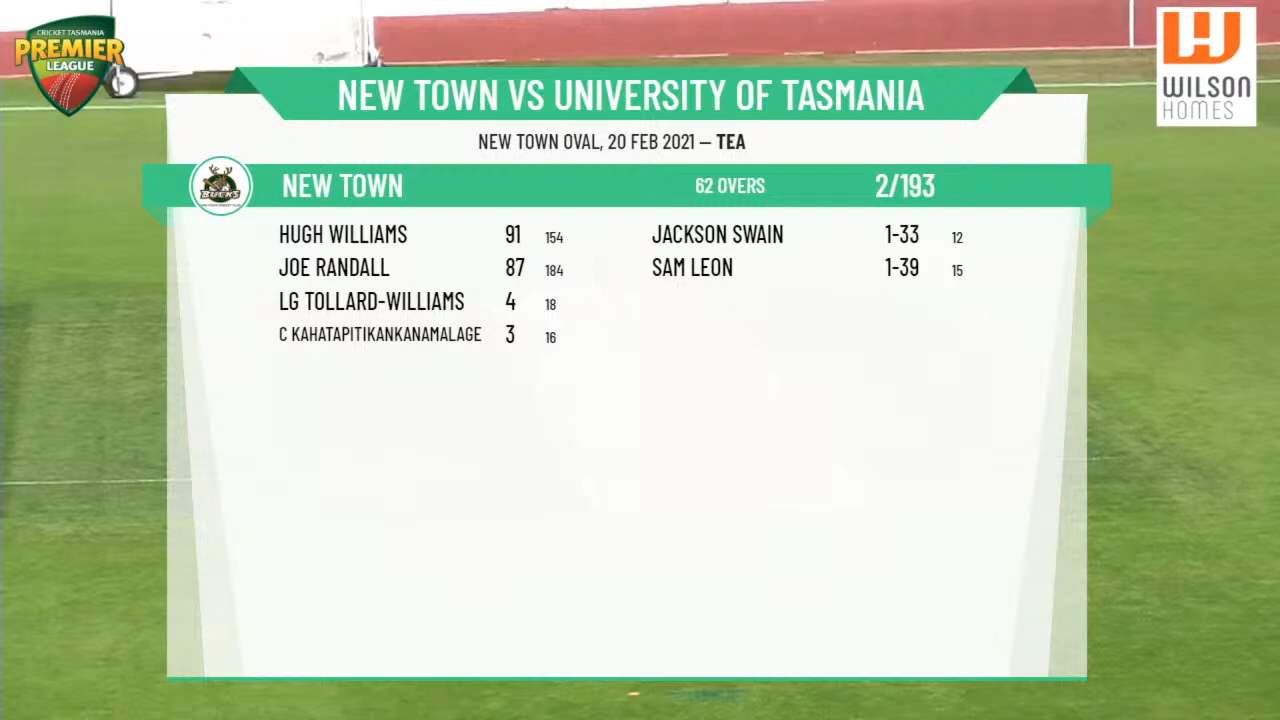 CRICKET TASMANIA
PREMIER
LEAGUE
WILSON
HOMES
NEW TOWN VS UNIVERSITY OF TASMANIA
NEW TOWN OVAL, 20 FEB 2021 – TEA
BUCKS
NEW TOWN 62 OVERS 2/193
HUGH WILLIAMS 91 154 JACKSON SWAIN 1-33 12
JOE RANDALL 87 184 SAM LEON 1-39 15
LG TOLLARD-WILLIAMS 4 18
C KAHATAPITIKANKANAMALAGE 3 16